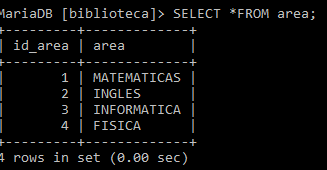 MariaDB [biblioteca]> SELECT *FROM area;
+---------+-------------+
| id_area | area        |
+---------+-------------+
|       1 | MATEMATICAS |
|       2 | INGLES      |
|       3 | INFORMATICA |
|       4 | FISICA      |
+---------+-------------+
4 rows in set (0.00 sec)